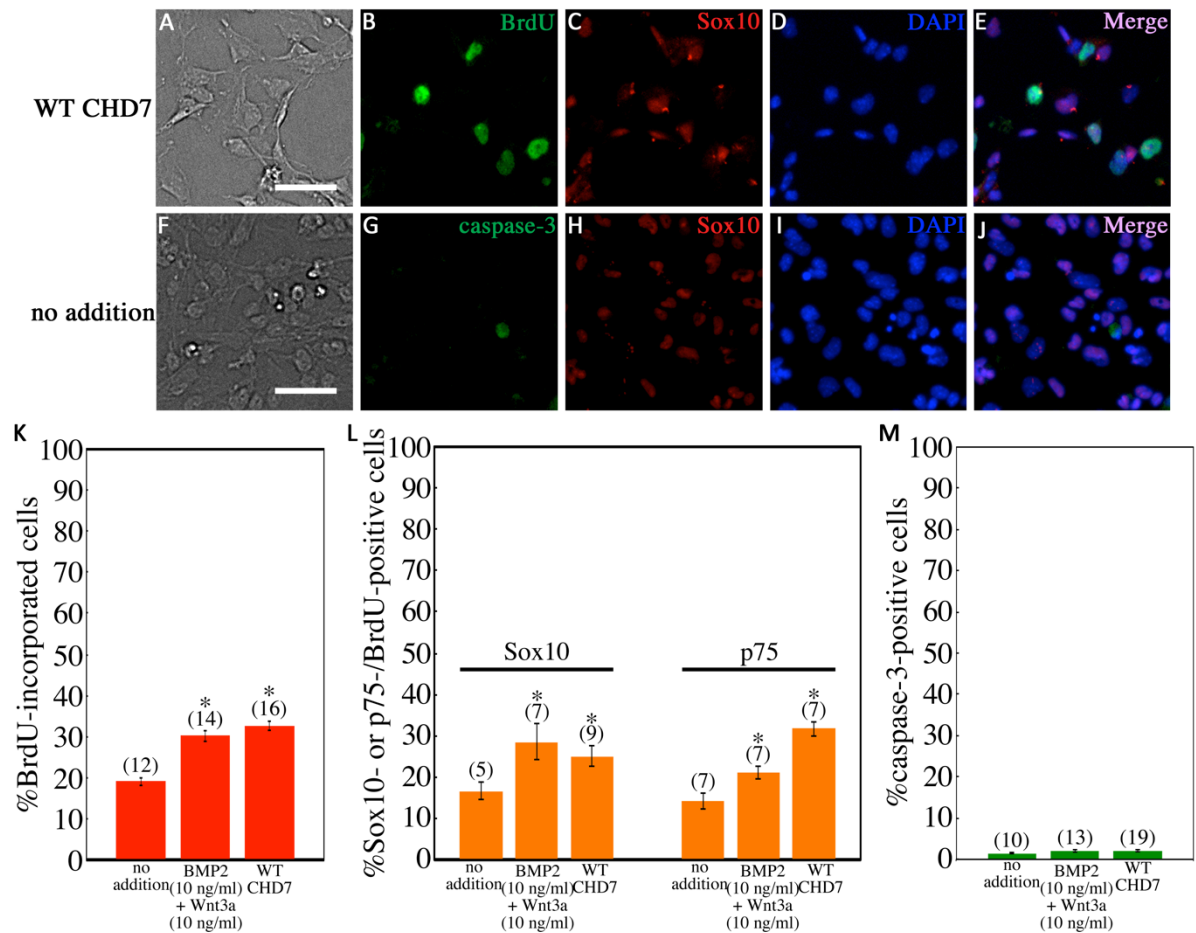 A
B
BrdU
C
Sox10
D
DAPI
E
Merge
WT CHD7
F
G
caspase-3
H
Sox10
I
DAPI
J
Merge
no addition
K
%BrdU-incorporated cells
100
90
80
70
60
50
40
30
20
10
0
(12)
*
(14)
*
(16)
no
addition
BMP2
(10 ng/ml)
+ Wnt3a
(10 ng/ml)
WT
CHD7
L
%Sox10- or p75-/BrdU-positive cells
100
90
80
70
60
50
40
30
20
10
0
Sox10
(5)
*
(7)
*
(9)
p75
(7)
*
(7)
*
(7)
no
addition
BMP2
(10 ng/ml)
+ Wnt3a
(10 ng/ml)
WT
CHD7
no
addition
BMP2
(10 ng/ml)
+ Wnt3a
(10 ng/ml)
WT
CHD7
M
%caspase-3-positive cells
100
90
80
70
60
50
40
30
20
10
0
(10)
(13)
(19)
no
addition
BMP2
(10 ng/ml)
+ Wnt3a
(10 ng/ml)
WT
CHD7